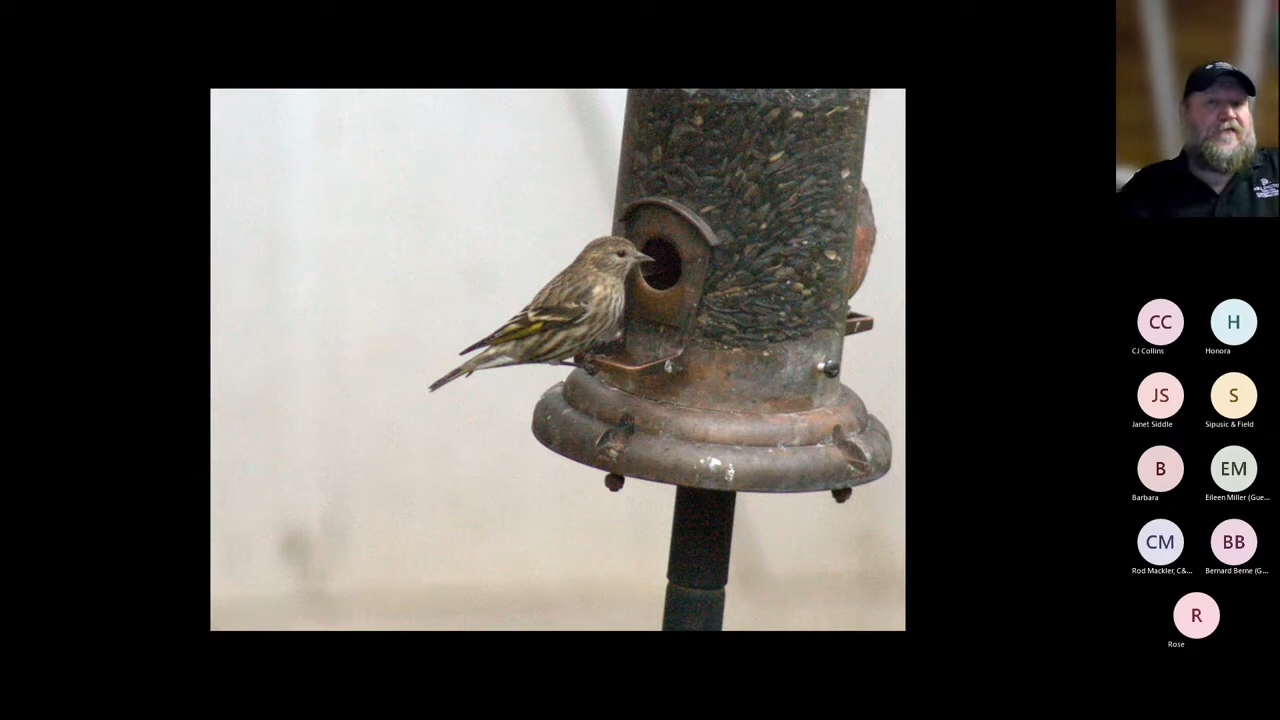 CC
H
CJ Collins
Honora
JS
S
Janet Siddle
Sipusic & Field
B
EM
Barbara
Eileen Miller (Gue...
CM
BB
Rod Mackler, C&...
Bernard Berne (G...
R
Rose